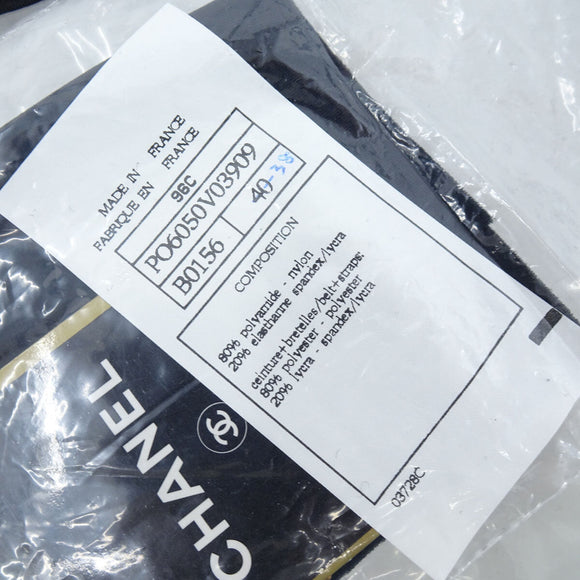 MADE IN FRANCE
FABRIQUE EN FRANCE
96C
PO6050V03909
B0156
40-38
COMPOSITION
80% polyamide - nylon
20% elasthanne spandex/lycra
ceinture+bretelles/belt+straps:
80% polyester - polyester
20% lycra - spandex/lycra
03728C
CHANEL